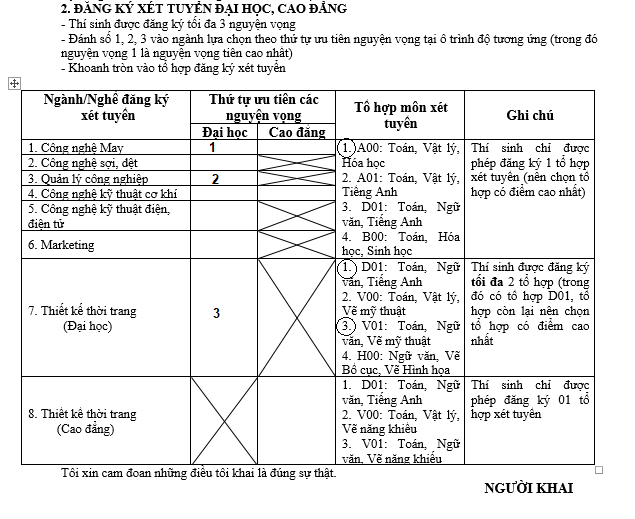 2. ĐĂNG KÝ XÉT TUYỂN ĐẠI HỌC, CAO ĐẲNG
- Thí sinh được đăng ký tối đa 3 nguyện vọng
- Đánh số 1, 2, 3 vào ngành lựa chọn theo thứ tự ưu tiên nguyện vọng tại ô trình độ tương ứng (trong đó
nguyện vọng 1 là nguyện vọng tiên cao nhất)
- Khoanh tròn vào tổ hợp đăng ký xét tuyển
Ngành/Nghề đăng ký
xét tuyển
Thứ tự ưu tiên các
nguyện vọng
Đại học
Cao đẳng
Tổ hợp môn xét
tuyển
Ghi chú
1. Công nghệ May
1
2. Công nghệ sợi, dệt
3. Quản lý công nghiệp
2
4. Công nghệ kỹ thuật cơ khí
5. Công nghệ kỹ thuật điện,
điện tử
6. Marketing
1. A00: Toán, Vật lý,
Hóa học
2. A01: Toán, Vật lý,
Tiếng Anh
3. D01: Toán, Ngữ
văn, Tiếng Anh
4. B00: Toán, Hóa
học, Sinh học
Thí sinh chỉ được
phép đăng ký 1 tổ hợp
xét tuyển (nên chọn tổ
hợp có điểm cao nhất)
7. Thiết kế thời trang
(Đại học)
3
1. D01: Toán, Ngữ
văn, Tiếng Anh
2. V00: Toán, Vật lý,
Vẽ mỹ thuật
3. V01: Toán, Ngữ
văn, Vẽ mỹ thuật
4. H00: Ngữ văn, Vẽ
Bố cục, Vẽ Hình họa
Thí sinh được đăng ký
tối đa 2 tổ hợp (trong
đó có tổ hợp D01, tổ
hợp còn lại nên chọn
tổ hợp có điểm cao
nhất
8. Thiết kế thời trang
(Cao đẳng)
1. D01: Toán, Ngữ
văn, Tiếng Anh
2. V00: Toán, Vật lý,
Vẽ năng khiếu
3. V01: Toán, Ngữ
văn, Vẽ năng khiếu
Thí sinh chỉ được
phép đăng ký 01 tổ
hợp xét tuyển
Tôi xin cam đoan những điều tôi khai là đúng sự thật.
NGƯỜI KHAI